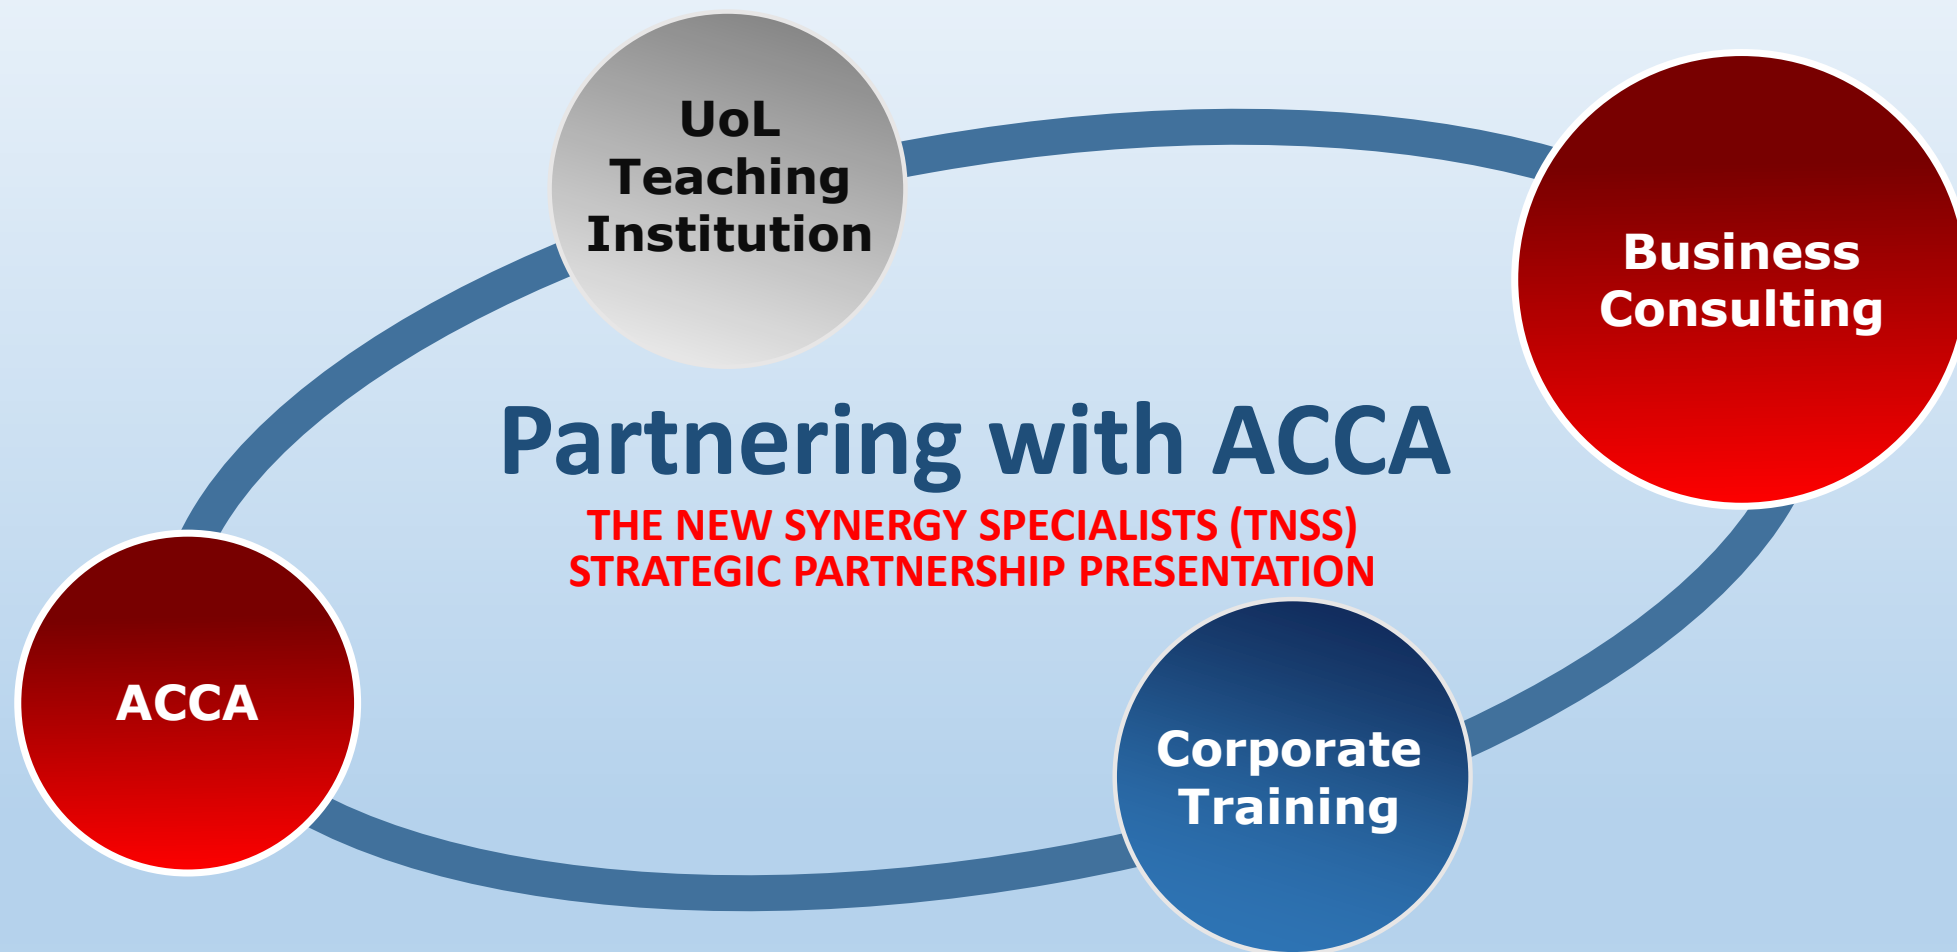 UoL
Teaching
Institution
Business
Consulting
Partnering with ACCA
THE NEW SYNERGY SPECIALISTS (TNSS)
STRATEGIC PARTNERSHIP PRESENTATION
ACCA
Corporate
Training